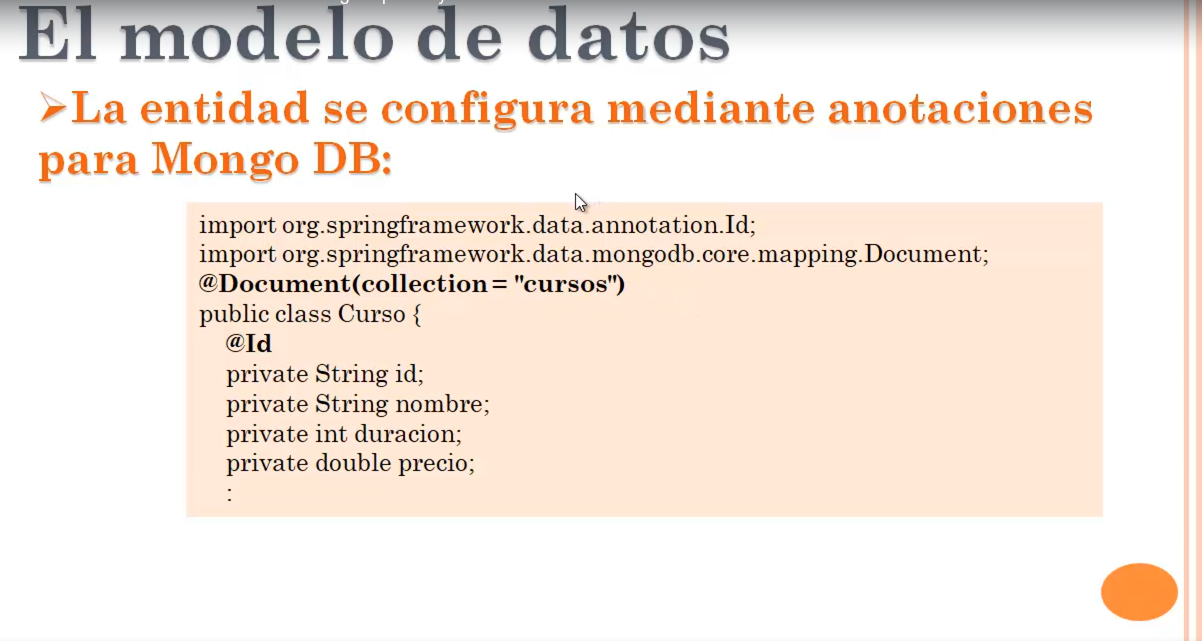 El modelo de datos
➢La entidad se configura mediante anotaciones
para Mongo DB:
import org.springframework.data.annotation.Id;
import org.springframework.data.mongodb.core.mapping.Document;
@Document(collection = "cursos")
public class Curso {
@Id
private String id;
private String nombre;
private int duracion;
private double precio;
: